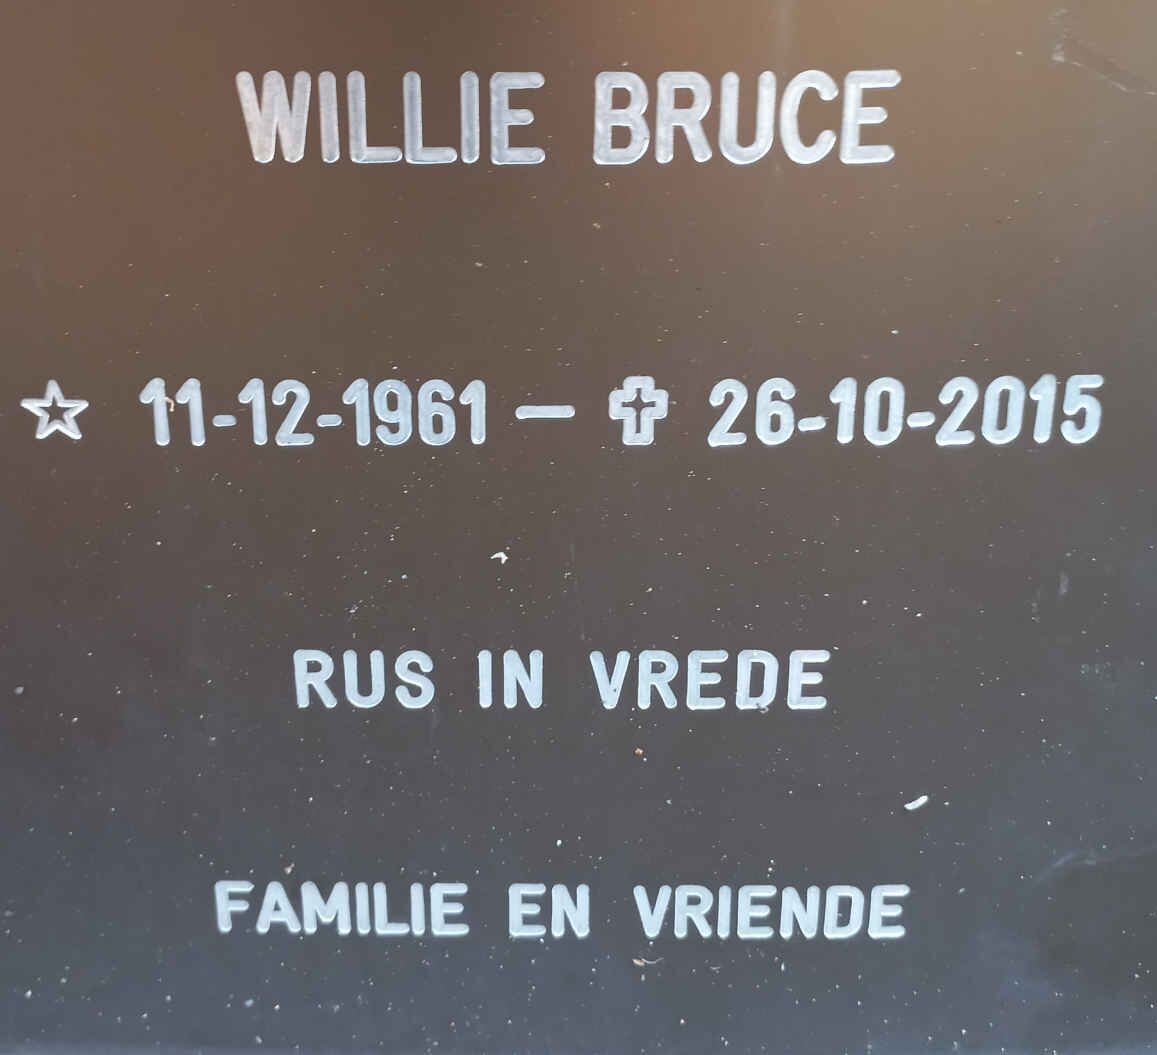 WILLIE BRUCE
☆ 11-12-1961 — ✞ 26-10-2015
RUS IN VREDE
FAMILIE EN VRIENDE